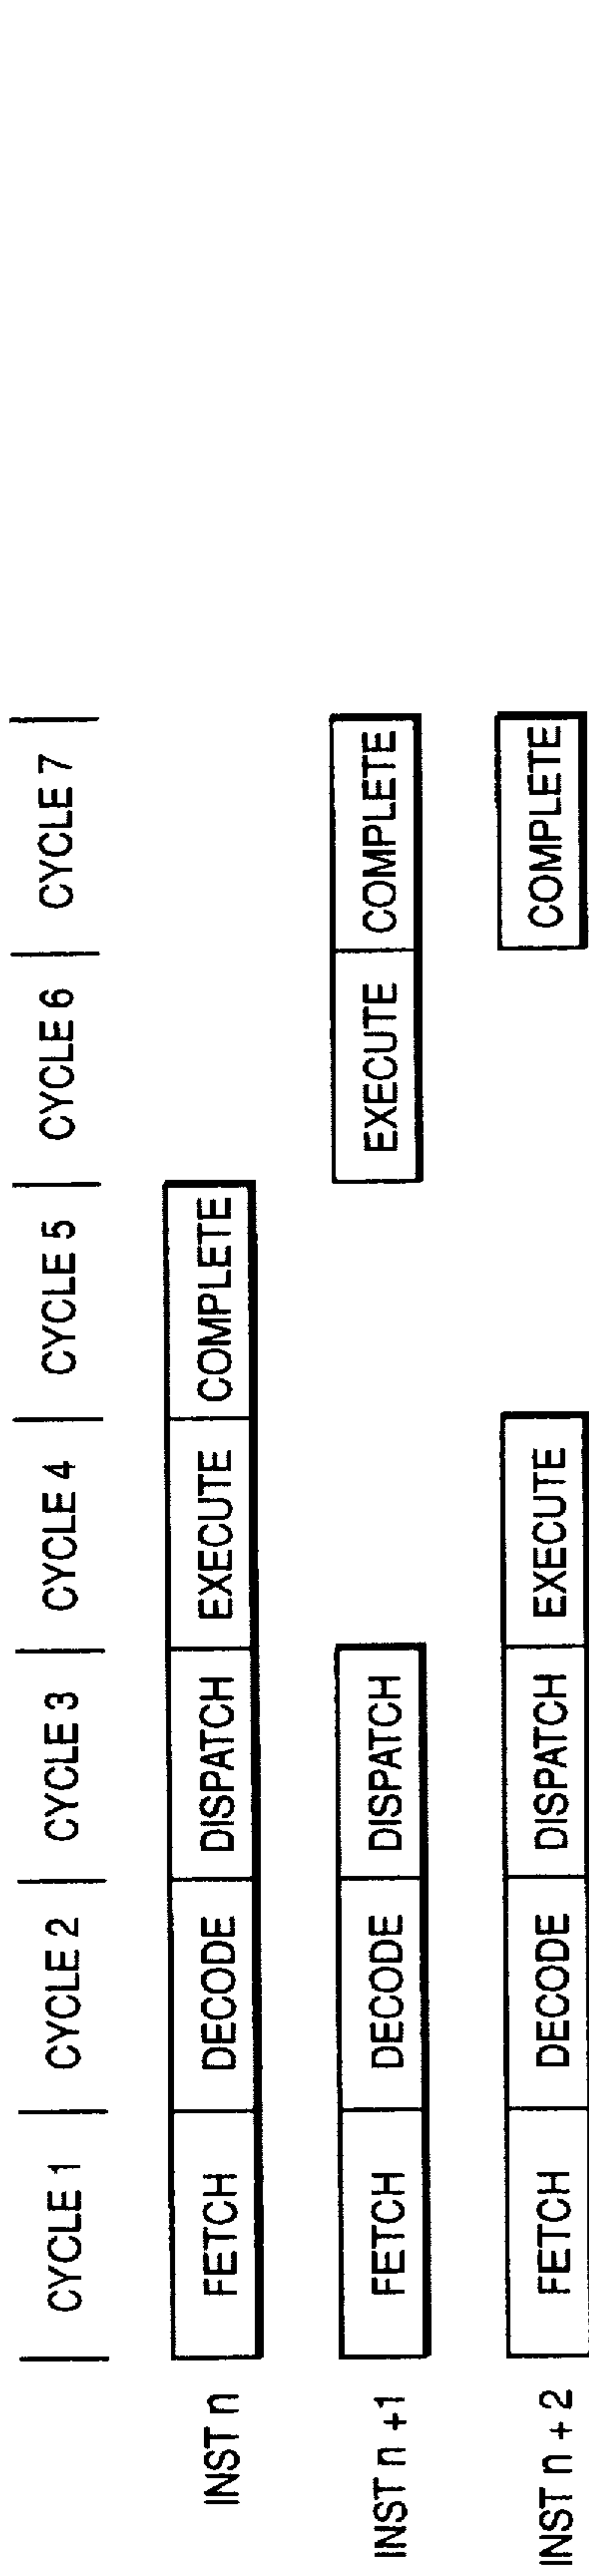 CYCLE 1 CYCLE 2 CYCLE 3 CYCLE 4 CYCLE 5 CYCLE 6 CYCLE 7
INST n FETCH DECODE DISPATCH EXECUTE COMPLETE
INST n +1 FETCH DECODE DISPATCH EXECUTE COMPLETE
INST n + 2 FETCH DECODE DISPATCH EXECUTE COMPLETE